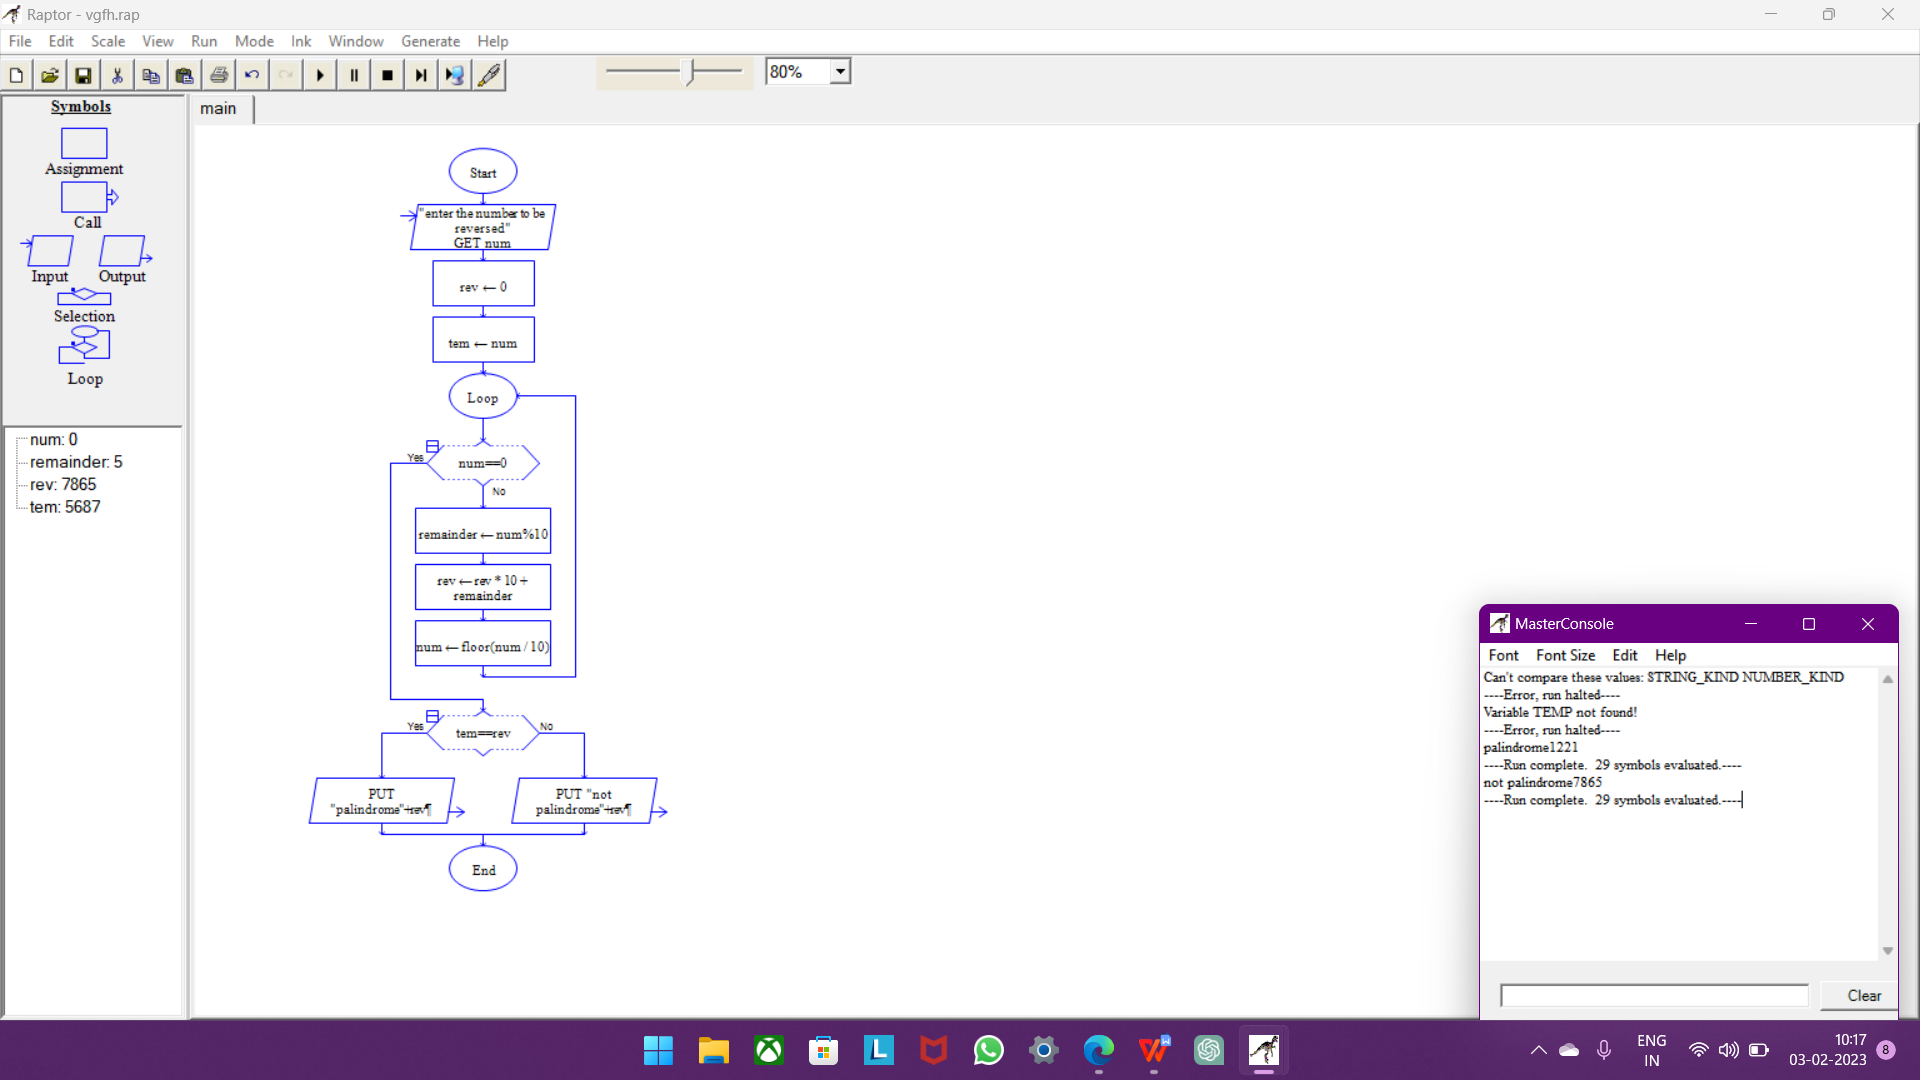 Raptor - vgfh.rap
File Edit Scale View Run Mode Ink Window Generate Help
80%
Symbols
Assignment
Call
Input Output
Selection
Loop
num: 0
remainder: 5
rev: 7865
tem: 5687
main
Start
"enter the number to be
reversed"
GET num
rev ← 0
tem ← num
Loop
Yes
num==0
No
remainder ← num%10
rev ← rev * 10 +
remainder
num ← floor(num / 10)
Yes
tem==rev
No
PUT
"palindrome"+rev¶
PUT "not
palindrome"+rev¶
End
MasterConsole
Font Font Size Edit Help
Can't compare these values: STRING_KIND NUMBER_KIND
----Error, run halted----
Variable TEMP not found!
----Error, run halted----
palindrome1221
----Run complete.  29 symbols evaluated.----
not palindrome7865
----Run complete.  29 symbols evaluated.----
Clear
L
W
ENG
IN
10:17
03-02-2023
8